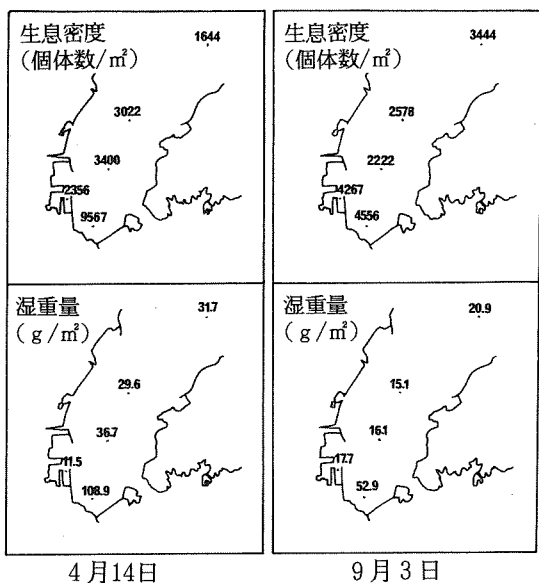 生息密度
(個体数/㎡)
1644
3022
3400
2356
9567
生息密度
(個体数/㎡)
3444
2578
2222
4267
4556
湿重量
(g/㎡)
31.7
29.6
36.7
11.5
108.9
湿重量
(g/㎡)
20.9
15.1
16.1
17.7
52.9
4月14日
9月3日